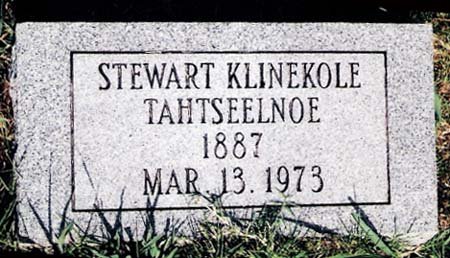 STEWART KLINEKOLE
TAHTSEELNOE
1887
MAR. 13. 1973